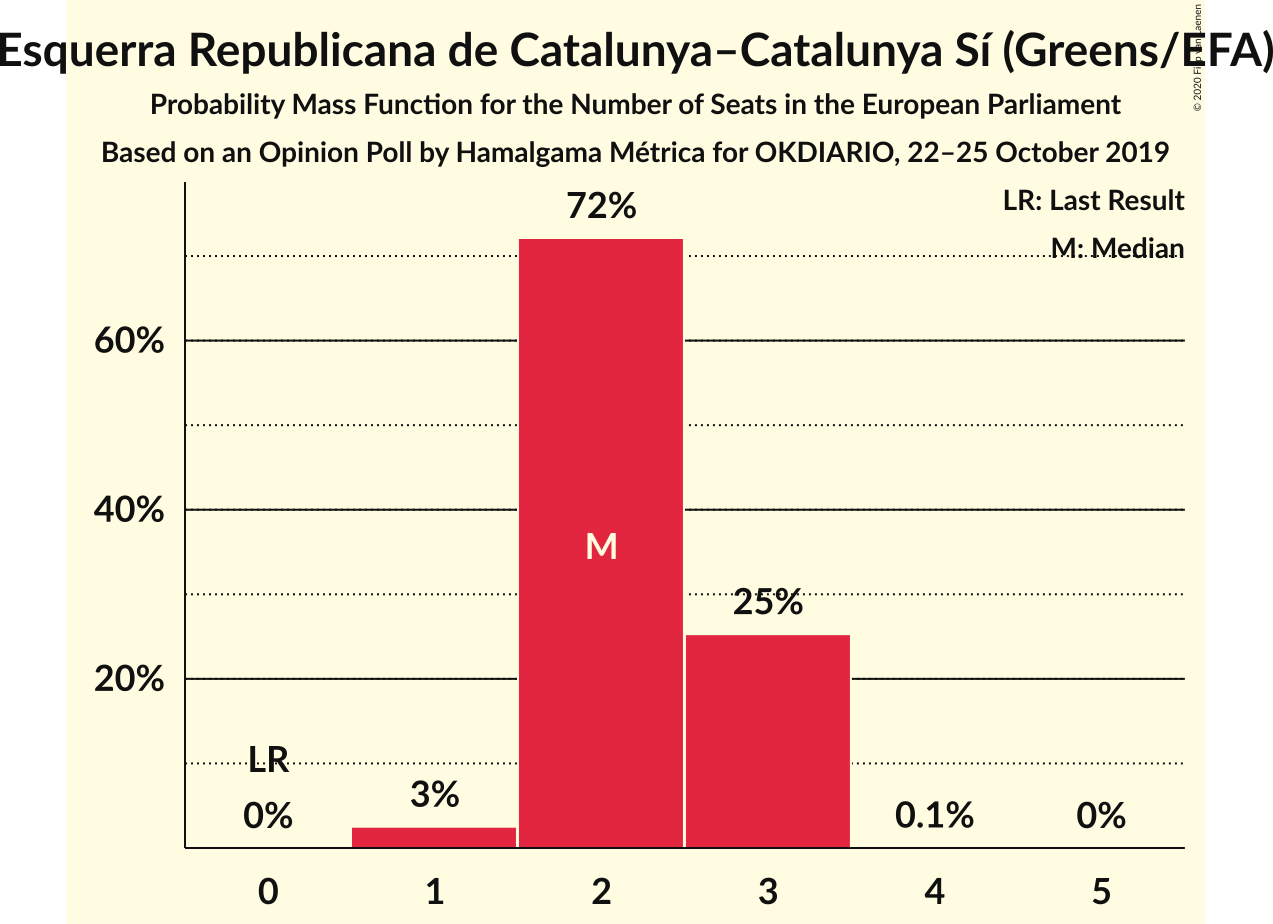 Esquerra Republicana de Catalunya–Catalunya Sí (Greens/EFA)
Probability Mass Function for the Number of Seats in the European Parliament
Based on an Opinion Poll by Hamalgama Métrica for OKDIARIO, 22–25 October 2019
LR: Last Result
M: Median
72%
60%
40%
M
25%
20%
LR
3%
0%
0.1%
0%
0 1 2 3 4 5
© 2020